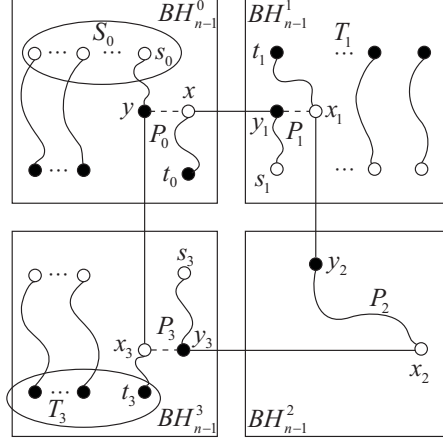 BH⁰ₙ₋₁ BH¹ₙ₋₁
S₀ T₁
... ... s₀ t₁ ...
y x y₁ x₁
P₀ P₁
... t₀ s₁ ...
s₃ y₂
... P₂
P₃
x₃ y₃ x₂
... t₃
T₃ BH³ₙ₋₁ BH²ₙ₋₁